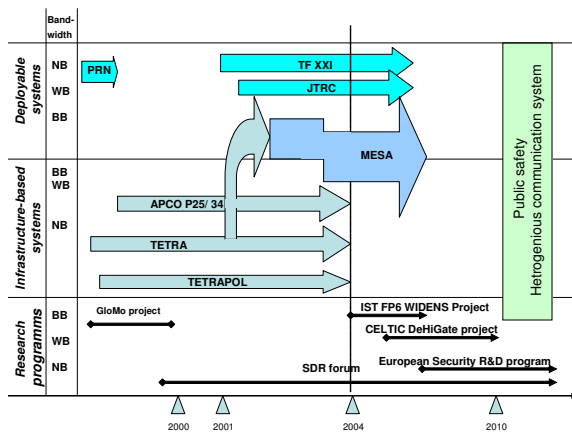 Band-
width
Deployable
systems
NB
WB
BB
PRN
TF XXI
JTRC
MESA
Infrastructure-based
systems
BB
WB
NB
APCO P25/ 34
TETRA
TETRAPOL
Public safety
Hetrogenious communication system
Research
programms
BB
WB
NB
GloMo project
IST FP6 WIDENS Project
CELTIC DeHiGate project
European Security R&D program
SDR forum
2000
2001
2004
2010